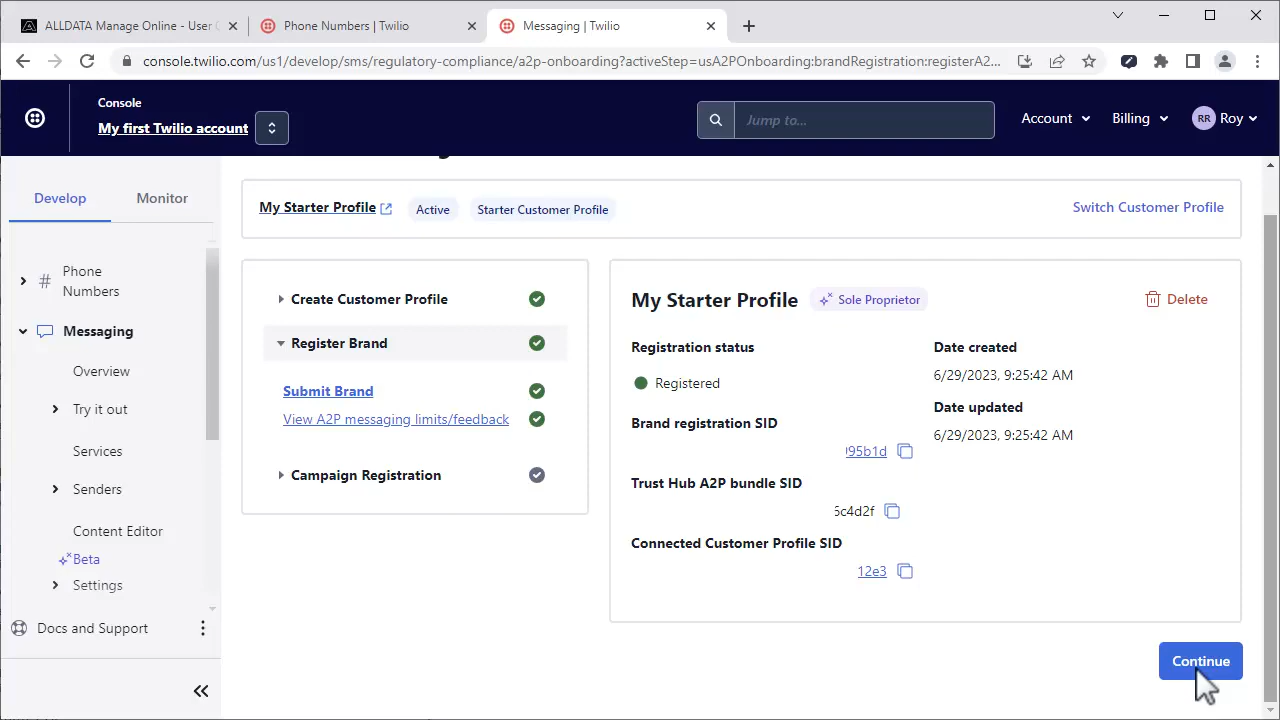 ALLDATA Manage Online - User
Phone Numbers | Twilio
Messaging | Twilio
console.twilio.com/us1/develop/sms/regulatory-compliance/a2p-onboarding?activeStep=usA2POnboarding:brandRegistration:registerA2...
Console
My first Twilio account
Jump to...
Account
Billing
RR
Roy
Develop
Monitor
Phone
Numbers
Messaging
Overview
Try it out
Services
Senders
Content Editor
Beta
Settings
Docs and Support
My Starter Profile
Active
Starter Customer Profile
Switch Customer Profile
Create Customer Profile
Register Brand
Submit Brand
View A2P messaging limits/feedback
Campaign Registration
My Starter Profile
Sole Proprietor
Delete
Registration status
Registered
Brand registration SID
95b1d
Trust Hub A2P bundle SID
c4d2f
Connected Customer Profile SID
12e3
Date created
6/29/2023, 9:25:42 AM
Date updated
6/29/2023, 9:25:42 AM
Continue